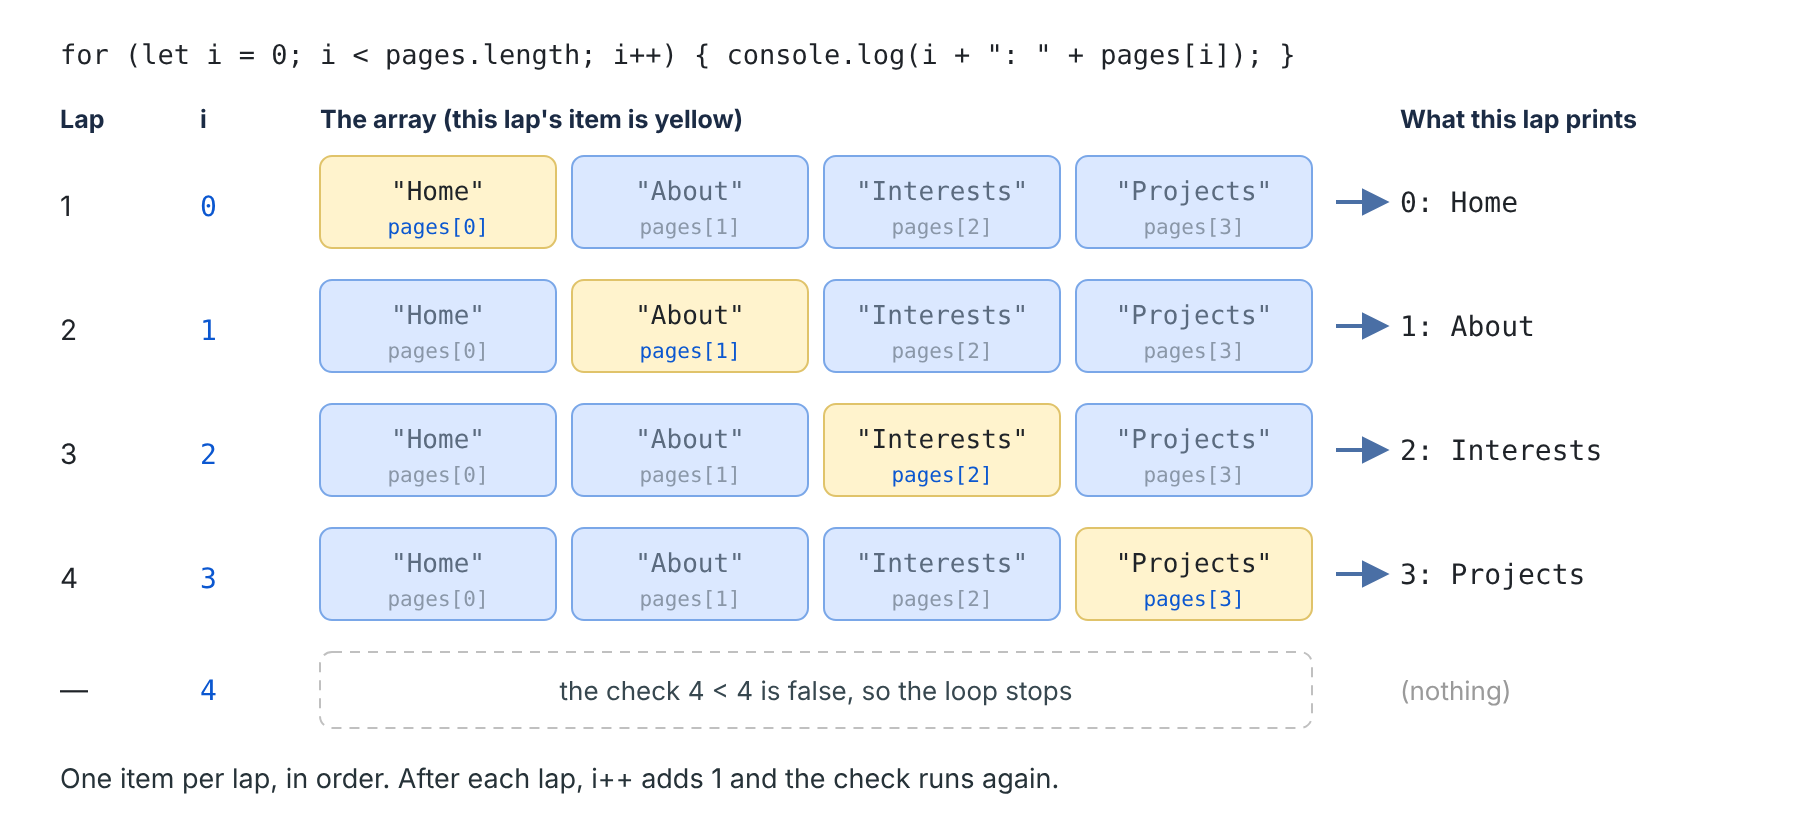 for (let i = 0; i < pages.length; i++) { console.log(i + ": " + pages[i]); }
Lap i The array (this lap's item is yellow) What this lap prints
1 0 "Home" "About" "Interests" "Projects" 0: Home
pages[0] pages[1] pages[2] pages[3]
2 1 "Home" "About" "Interests" "Projects" 1: About
pages[0] pages[1] pages[2] pages[3]
3 2 "Home" "About" "Interests" "Projects" 2: Interests
pages[0] pages[1] pages[2] pages[3]
4 3 "Home" "About" "Interests" "Projects" 3: Projects
pages[0] pages[1] pages[2] pages[3]
— 4 the check 4 < 4 is false, so the loop stops (nothing)
One item per lap, in order. After each lap, i++ adds 1 and the check runs again.